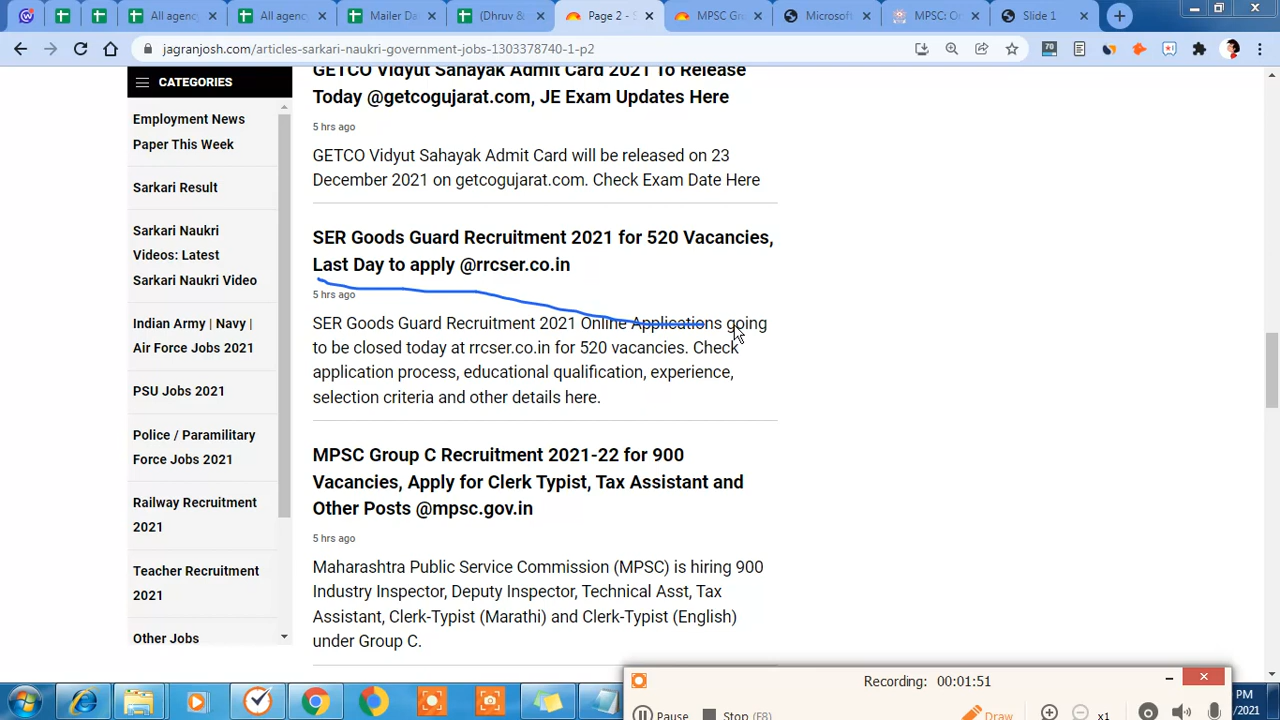 All agenc
All agenc
Mailer Da
(Dhruv &
Page 2 -
MPSC Gr
Microsoft
MPSC:
Slide 1
jagranjosh.com/articles-sarkari-naukri-government-jobs-1303378740-1-p2
70
CATEGORIES
Employment News
Paper This Week
Sarkari Result
Sarkari Naukri
Videos: Latest
Sarkari Naukri Video
Indian Army | Navy |
Air Force Jobs 2021
PSU Jobs 2021
Police / Paramilitary
Force Jobs 2021
Railway Recruitment
2021
Teacher Recruitment
2021
Other Jobs
GETCO Vidyut Sahayak Admit Card 2021 To Release
Today @getcogujarat.com, JE Exam Updates Here
5 hrs ago
GETCO Vidyut Sahayak Admit Card will be released on 23
December 2021 on getcogujarat.com. Check Exam Date Here
SER Goods Guard Recruitment 2021 for 520 Vacancies,
Last Day to apply @rrcser.co.in
5 hrs ago
SER Goods Guard Recruitment 2021 Online Applications going
to be closed today at rrcser.co.in for 520 vacancies. Check
application process, educational qualification, experience,
selection criteria and other details here.
MPSC Group C Recruitment 2021-22 for 900
Vacancies, Apply for Clerk Typist, Tax Assistant and
Other Posts @mpsc.gov.in
5 hrs ago
Maharashtra Public Service Commission (MPSC) is hiring 900
Industry Inspector, Deputy Inspector, Technical Asst, Tax
Assistant, Clerk-Typist (Marathi) and Clerk-Typist (English)
under Group C.
Recording: 00:01:51
Pause
Stop (F8)
Draw
x1
PM
/2021